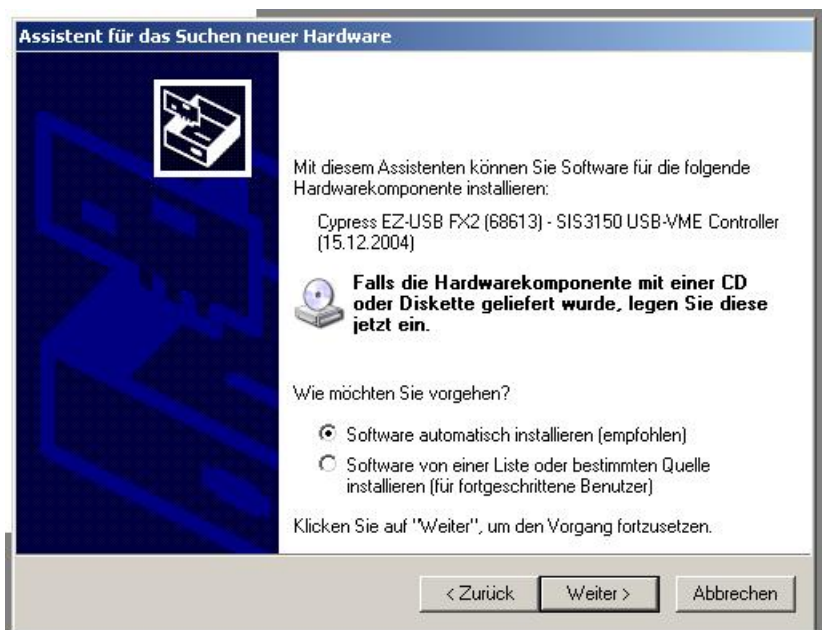 Assistent für das Suchen neuer Hardware
Mit diesem Assistenten können Sie Software für die folgende
Hardwarekomponente installieren:
Cypress EZ-USB FX2 (68613) - SIS3150 USB-VME Controller
(15.12.2004)
Falls die Hardwarekomponente mit einer CD
oder Diskette geliefert wurde, legen Sie diese
jetzt ein.
Wie möchten Sie vorgehen?
Software automatisch installieren (empfohlen)
Software von einer Liste oder bestimmten Quelle
installieren (für fortgeschrittene Benutzer)
Klicken Sie auf "Weiter", um den Vorgang fortzusetzen.
< Zurück Weiter > Abbrechen